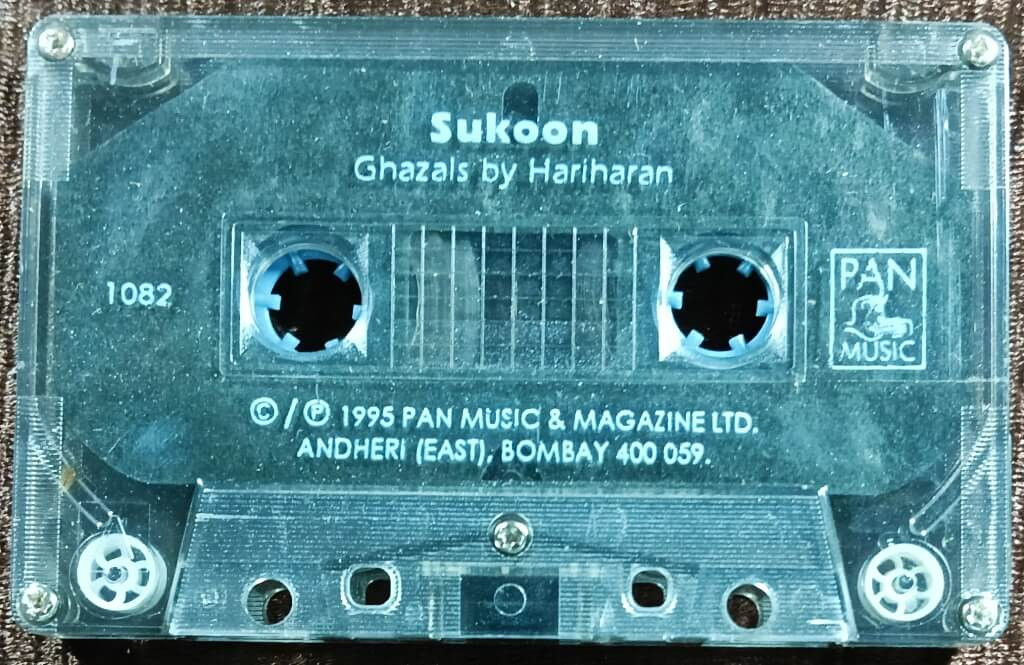 Sukoon
Ghazals by Hariharan
1082
PAN
MUSIC
©/℗ 1995 PAN MUSIC & MAGAZINE LTD.
ANDHERI (EAST), BOMBAY 400 059.